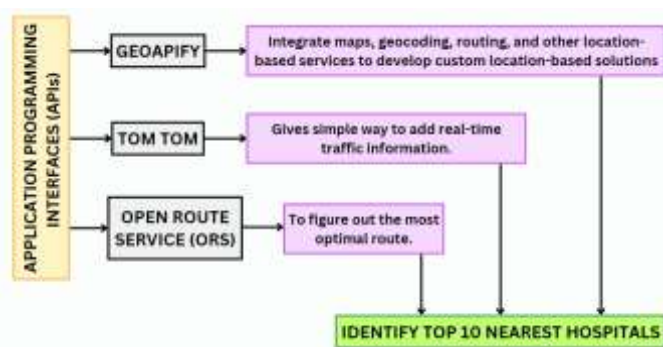 APPLICATION PROGRAMMING
INTERFACES (APIs)
GEOAPIFY
Integrate maps, geocoding, routing, and other location-
based services to develop custom location-based solutions
TOM TOM
Gives simple way to add real-time
traffic information.
OPEN ROUTE
SERVICE (ORS)
To figure out the most
optimal route.
IDENTIFY TOP 10 NEAREST HOSPITALS